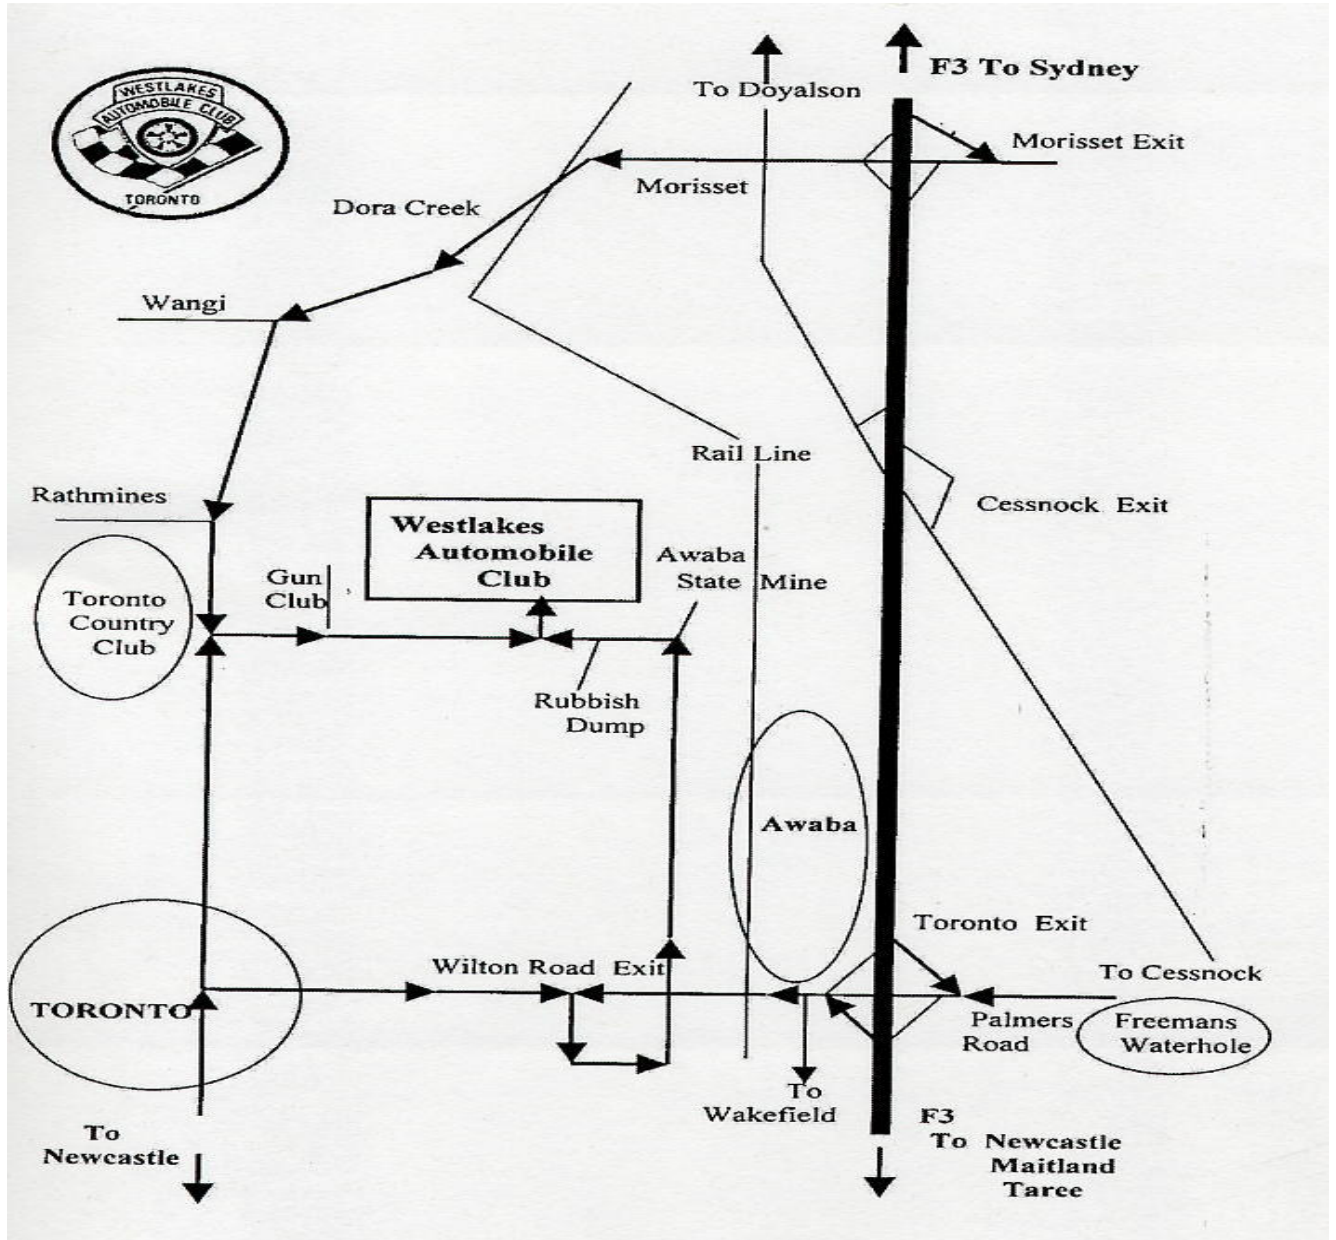 F3 To Sydney
To Doyalson
WESTLAKES
AUTOMOBILE CLUB
TORONTO
Morisset Exit
Morisset
Dora Creek
Wangi
Rail Line
Rathmines
Cessnock Exit
Westlakes
Automobile
Club
Awaba
State Mine
Gun
Club
Toronto
Country
Club
Rubbish
Dump
Awaba
Toronto Exit
Wilton Road Exit
To Cessnock
TORONTO
Palmers
Road
Freemans
Waterhole
To
Wakefield
F3
To Newcastle
Maitland
Taree
To
Newcastle